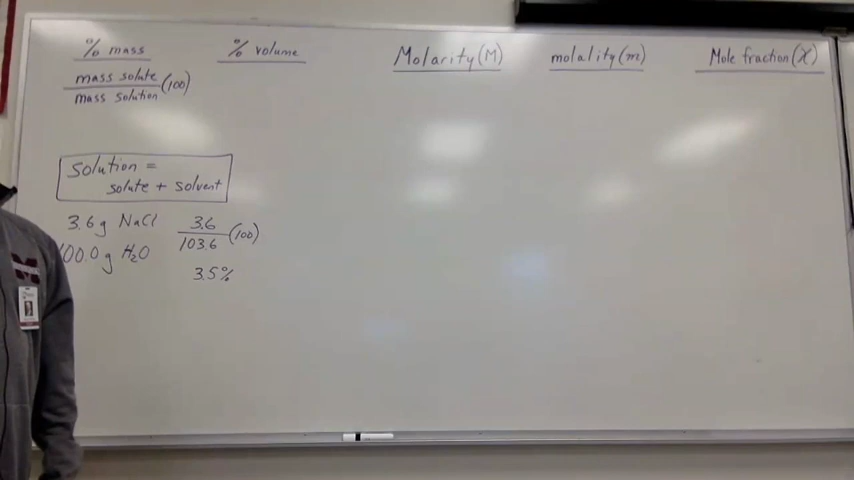 % mass
% volume
Molarity (M)
molality (m)
Mole fraction (X)
mass solute
mass solution
(100)
solution =
solute + solvent
3.6 g NaCl
100.0 g H₂O
3.6
103.6
(100)
3.5%
M